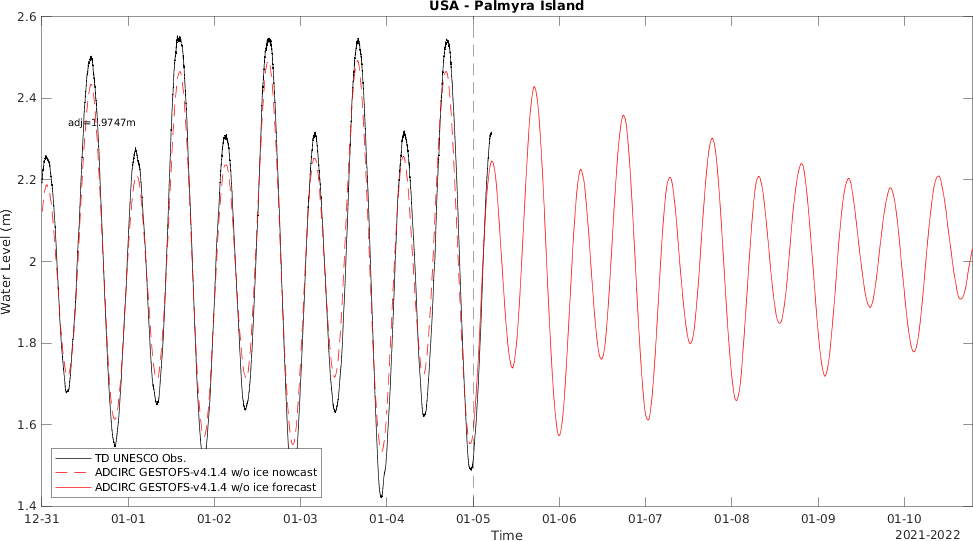 USA - Palmyra Island
2.6
2.4
2.2
2
1.8
1.6
1.4
Water Level (m)
adj=1.9747m
TD UNESCO Obs.
ADCIRC GESTOFS-v4.1.4 w/o ice nowcast
ADCIRC GESTOFS-v4.1.4 w/o ice forecast
12-31 01-01 01-02 01-03 01-04 01-05 01-06 01-07 01-08 01-09 01-10
Time
2021-2022